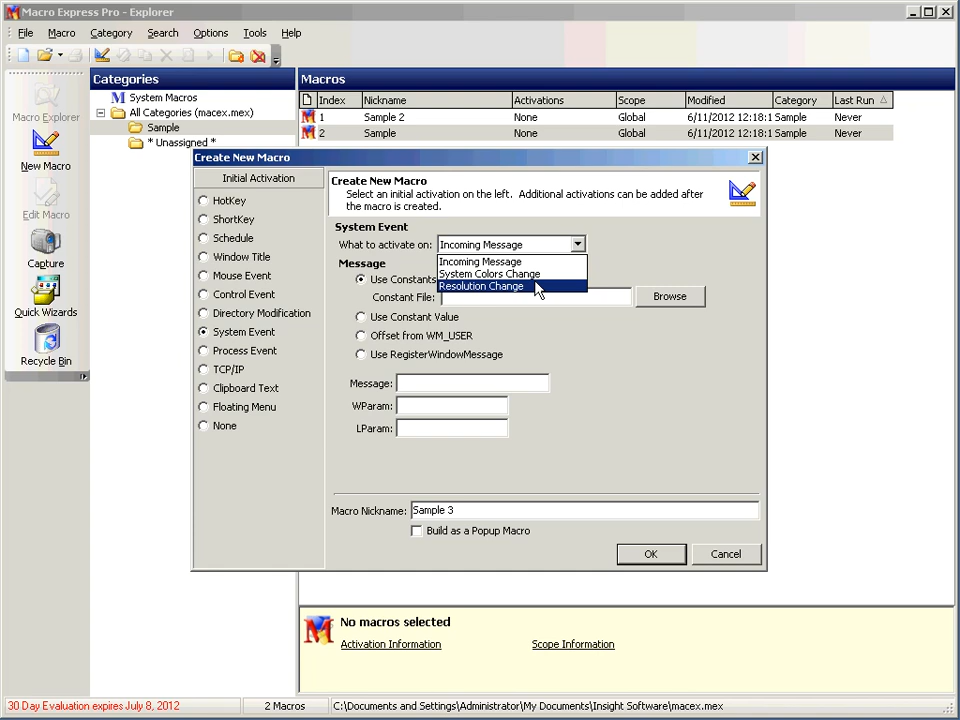 Macro Express Pro - Explorer
File Macro Category Search Options Tools Help
Macro Explorer
New Macro
Edit Macro
Capture
Quick Wizards
Recycle Bin
Categories
System Macros
All Categories (macex.mex)
Sample
* Unassigned *
Macros
Index Nickname Activations Scope Modified Category Last Run
1 Sample 2 None Global 6/11/2012 12:18:1 Sample Never
2 Sample None Global 6/11/2012 12:18:1 Sample Never
Create New Macro
Initial Activation
HotKey
ShortKey
Schedule
Window Title
Mouse Event
Control Event
Directory Modification
System Event
Process Event
TCP/IP
Clipboard Text
Floating Menu
None
Create New Macro
Select an initial activation on the left. Additional activations can be added after
the macro is created.
System Event
What to activate on: Incoming Message
Incoming Message
System Colors Change
Resolution Change
Message
Use Constants
Constant File: Browse
Use Constant Value
Offset from WM_USER
Use RegisterWindowMessage
Message:
WParam:
LParam:
Macro Nickname: Sample 3
Build as a Popup Macro
OK Cancel
No macros selected
Activation Information Scope Information
30 Day Evaluation expires July 8, 2012 2 Macros C:\Documents and Settings\Administrator\My Documents\Insight Software\macex.mex